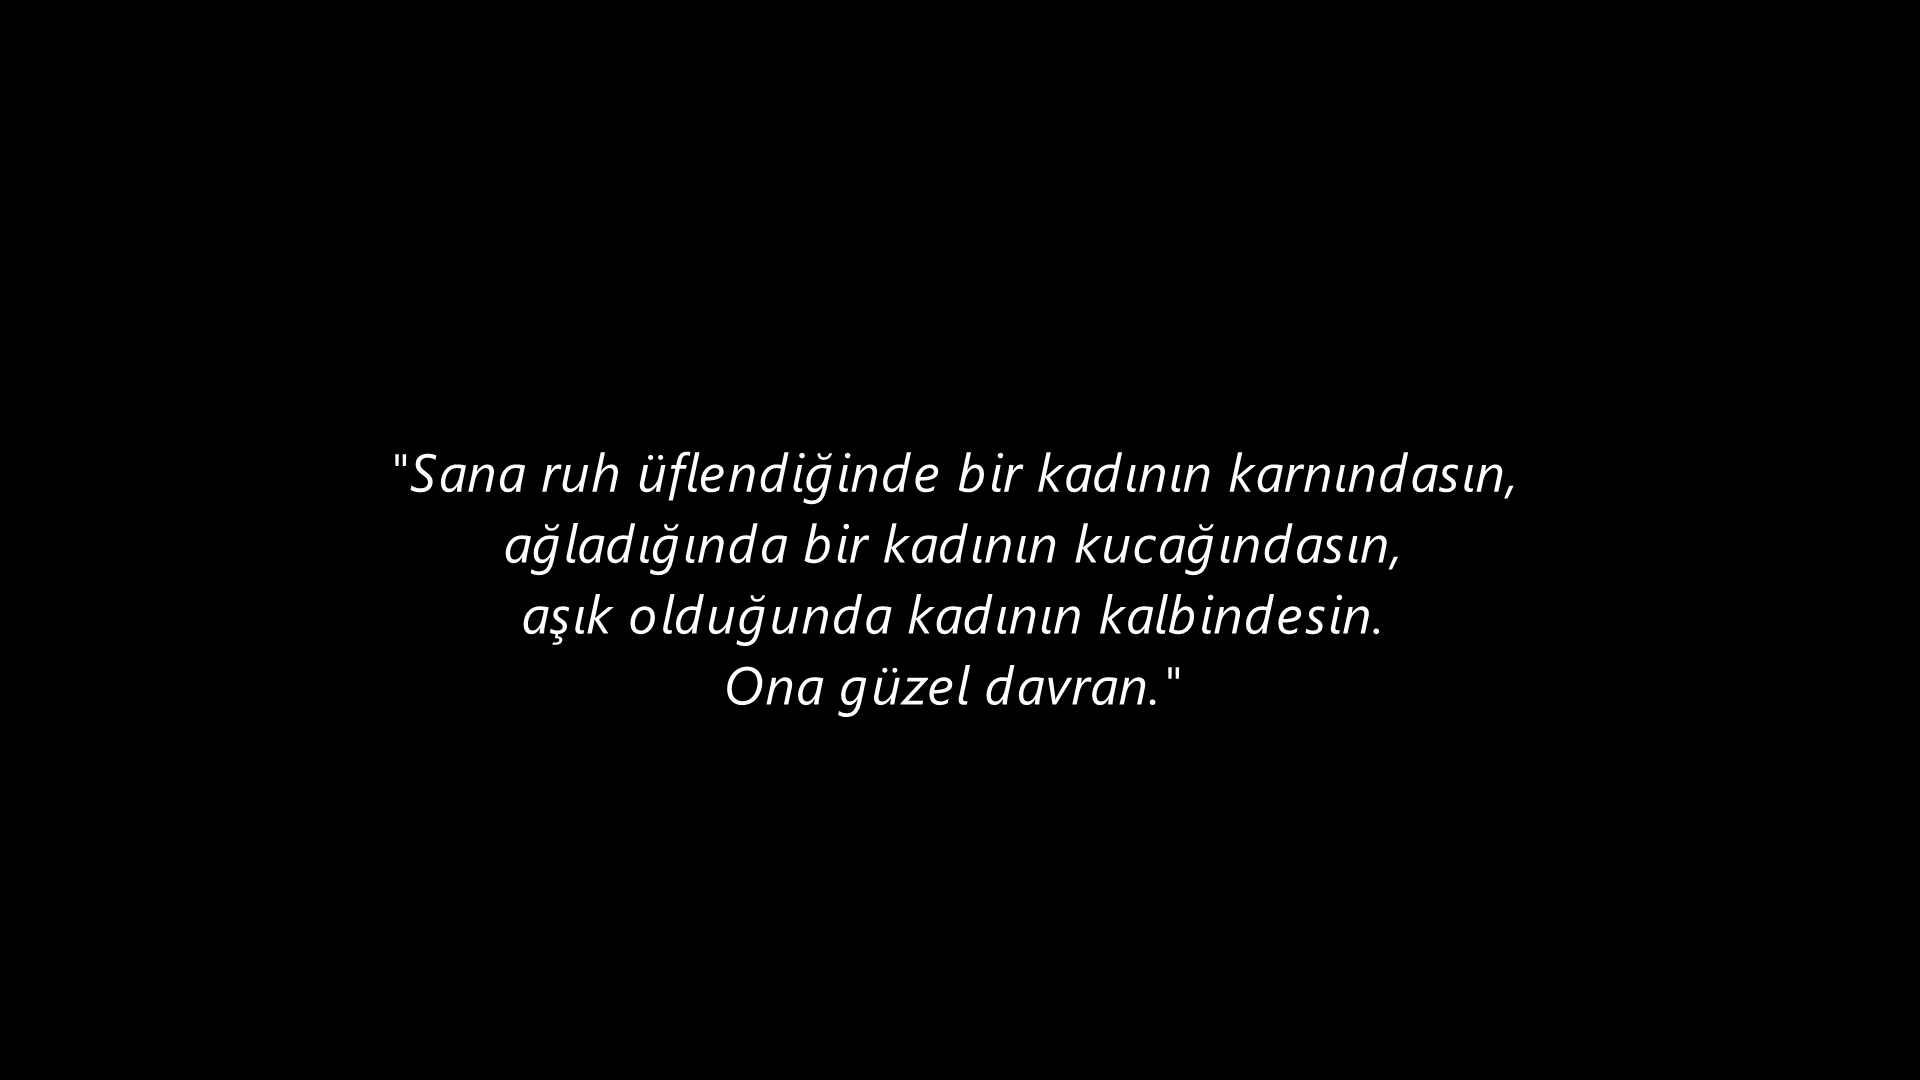 "Sana ruh üflendiğinde bir kadının karnındasın,
ağladığında bir kadının kucağındasın,
aşık olduğunda kadının kalbindesin.
Ona güzel davran."